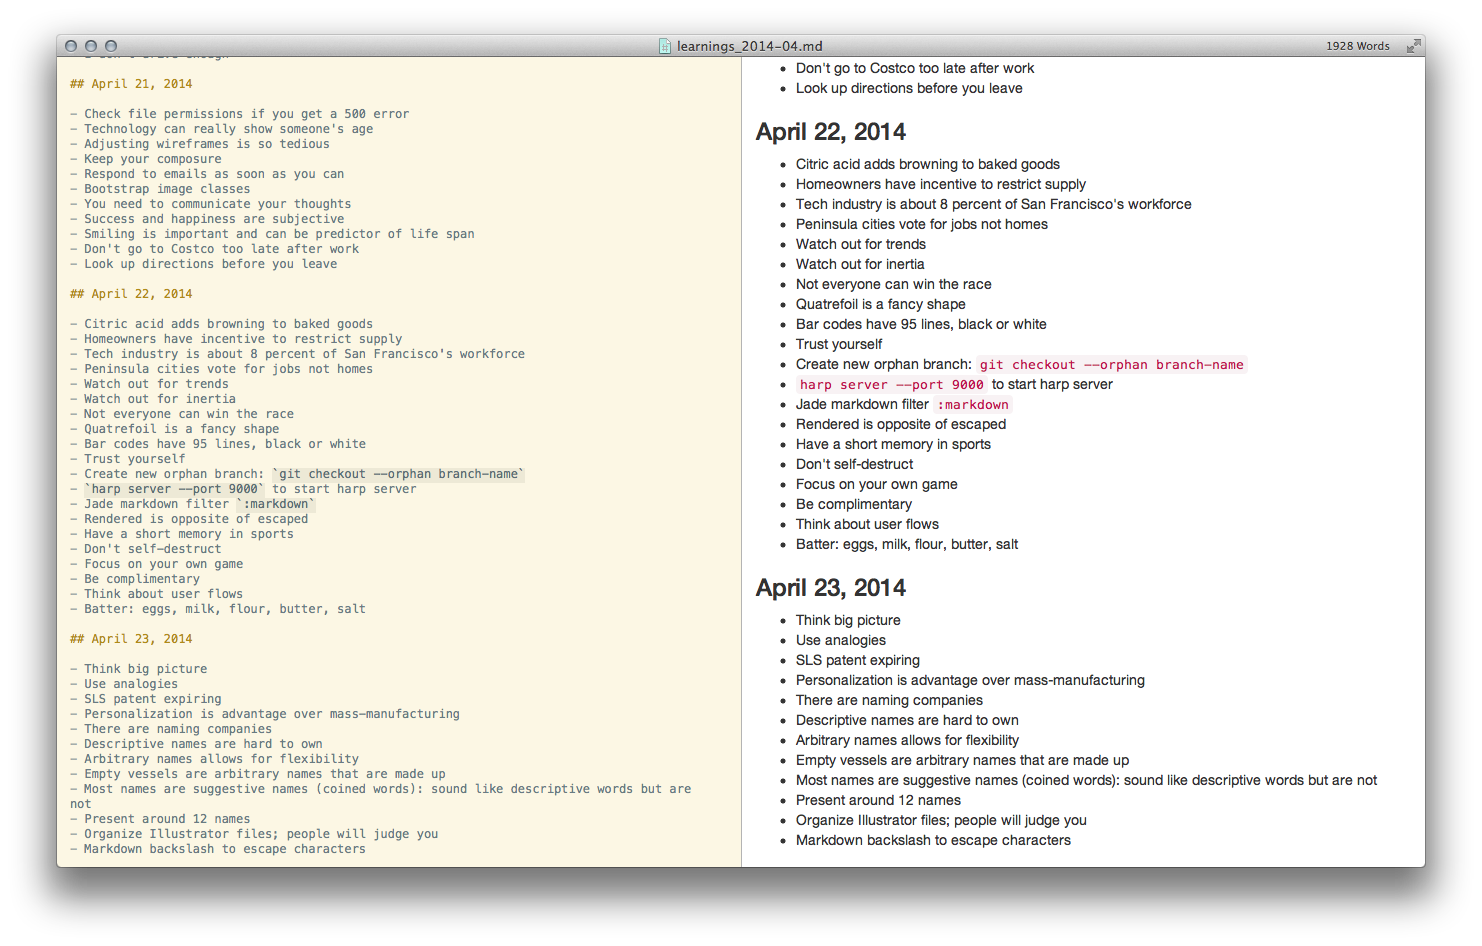 learnings_2014-04.md
1928 Words
## April 21, 2014
- Check file permissions if you get a 500 error
- Technology can really show someone's age
- Adjusting wireframes is so tedious
- Keep your composure
- Respond to emails as soon as you can
- Bootstrap image classes
- You need to communicate your thoughts
- Success and happiness are subjective
- Smiling is important and can be predictor of life span
- Don't go to Costco too late after work
- Look up directions before you leave
## April 22, 2014
- Citric acid adds browning to baked goods
- Homeowners have incentive to restrict supply
- Tech industry is about 8 percent of San Francisco's workforce
- Peninsula cities vote for jobs not homes
- Watch out for trends
- Watch out for inertia
- Not everyone can win the race
- Quatrefoil is a fancy shape
- Bar codes have 95 lines, black or white
- Trust yourself
- Create new orphan branch: `git checkout --orphan branch-name`
- `harp server --port 9000` to start harp server
- Jade markdown filter `:markdown`
- Rendered is opposite of escaped
- Have a short memory in sports
- Don't self-destruct
- Focus on your own game
- Be complimentary
- Think about user flows
- Batter: eggs, milk, flour, butter, salt
## April 23, 2014
- Think big picture
- Use analogies
- SLS patent expiring
- Personalization is advantage over mass-manufacturing
- There are naming companies
- Descriptive names are hard to own
- Arbitrary names allows for flexibility
- Empty vessels are arbitrary names that are made up
- Most names are suggestive names (coined words): sound like descriptive words but are
not
- Present around 12 names
- Organize Illustrator files; people will judge you
- Markdown backslash to escape characters
• Don't go to Costco too late after work
• Look up directions before you leave
April 22, 2014
• Citric acid adds browning to baked goods
• Homeowners have incentive to restrict supply
• Tech industry is about 8 percent of San Francisco's workforce
• Peninsula cities vote for jobs not homes
• Watch out for trends
• Watch out for inertia
• Not everyone can win the race
• Quatrefoil is a fancy shape
• Bar codes have 95 lines, black or white
• Trust yourself
• Create new orphan branch: git checkout --orphan branch-name
• harp server --port 9000 to start harp server
• Jade markdown filter :markdown
• Rendered is opposite of escaped
• Have a short memory in sports
• Don't self-destruct
• Focus on your own game
• Be complimentary
• Think about user flows
• Batter: eggs, milk, flour, butter, salt
April 23, 2014
• Think big picture
• Use analogies
• SLS patent expiring
• Personalization is advantage over mass-manufacturing
• There are naming companies
• Descriptive names are hard to own
• Arbitrary names allows for flexibility
• Empty vessels are arbitrary names that are made up
• Most names are suggestive names (coined words): sound like descriptive words but are not
• Present around 12 names
• Organize Illustrator files; people will judge you
• Markdown backslash to escape characters